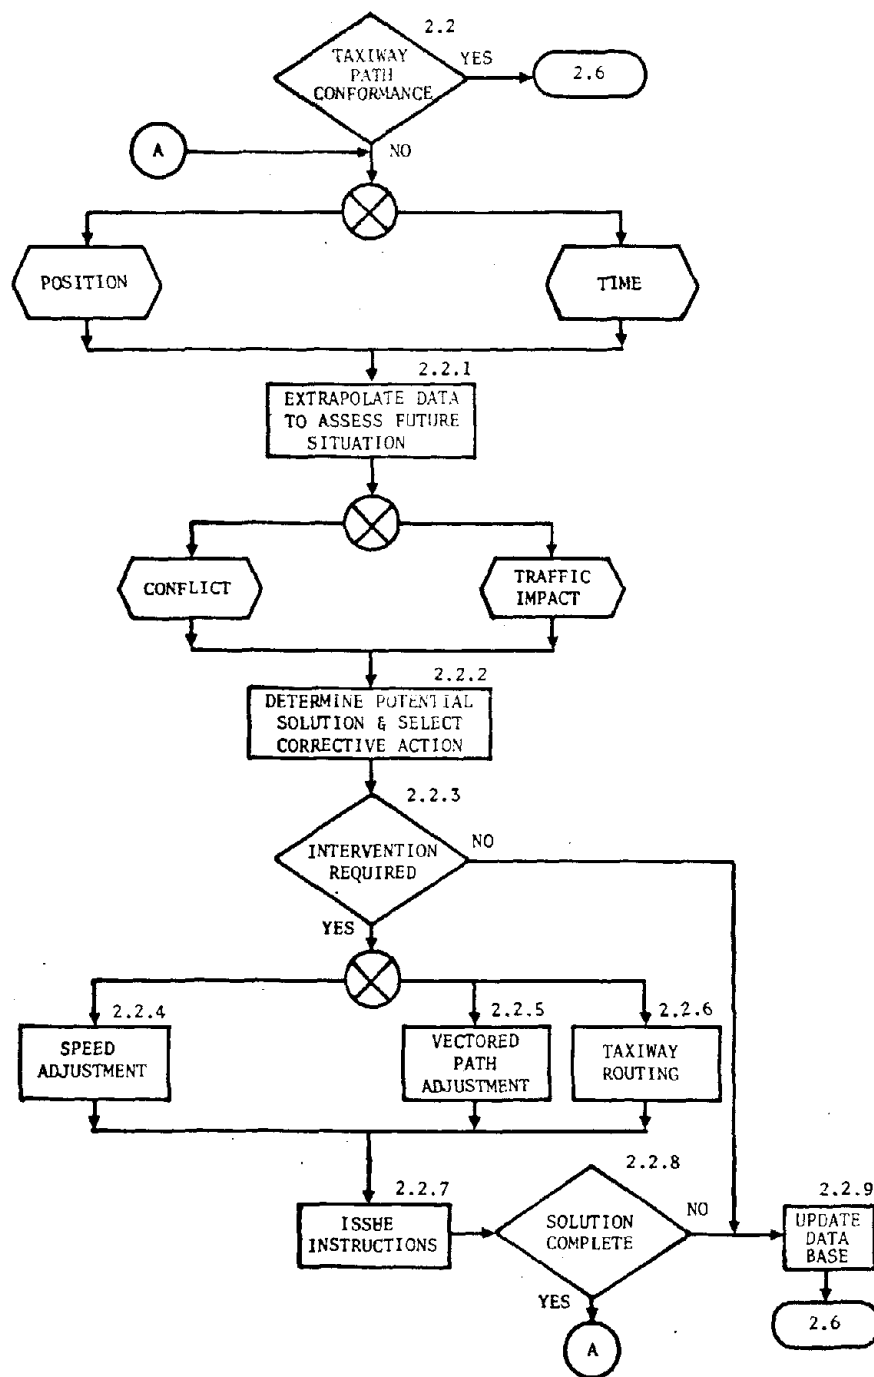 2.2
TAXIWAY
PATH
CONFORMANCE
YES
2.6
A
NO
POSITION
TIME
2.2.1
EXTRAPOLATE DATA
TO ASSESS FUTURE
SITUATION
CONFLICT
TRAFFIC
IMPACT
2.2.2
DETERMINE POTENTIAL
SOLUTION & SELECT
CORRECTIVE ACTION
2.2.3
INTERVENTION
REQUIRED
NO
YES
2.2.4
SPEED
ADJUSTMENT
2.2.5
VECTORED
PATH
ADJUSTMENT
2.2.6
TAXIWAY
ROUTING
2.2.7
ISSUE
INSTRUCTIONS
2.2.8
SOLUTION
COMPLETE
NO
YES
A
2.2.9
UPDATE
DATA
BASE
2.6